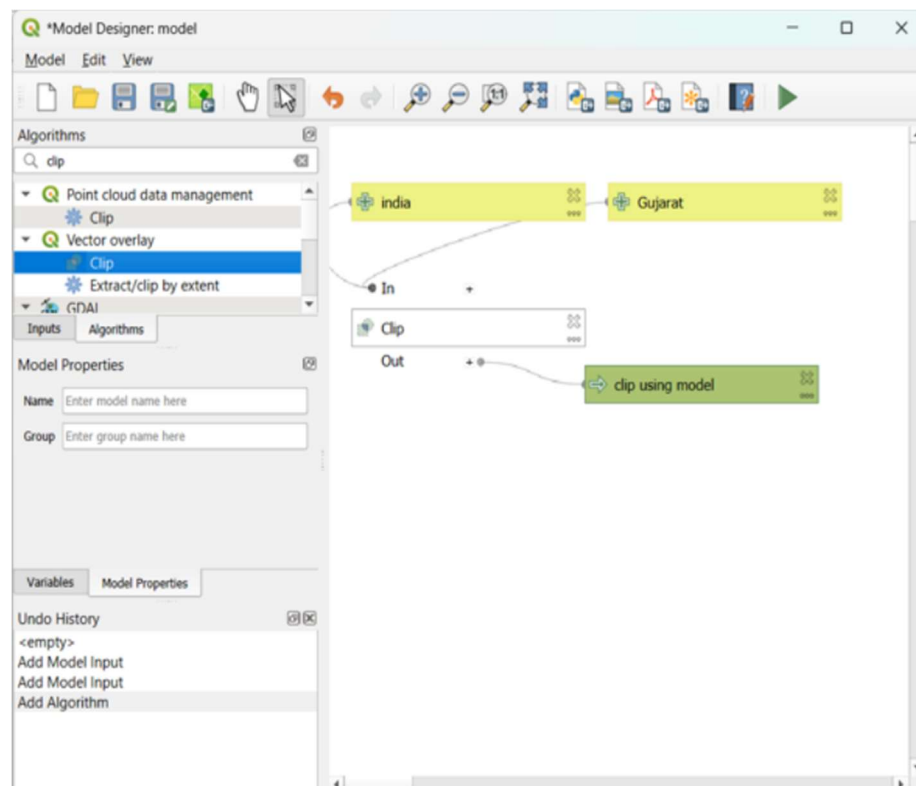 *Model Designer: model
Model Edit View
Algorithms
clip
Point cloud data management
Clip
Vector overlay
Clip
Extract/clip by extent
GDAL
Inputs Algorithms
Model Properties
Name Enter model name here
Group Enter group name here
Variables Model Properties
Undo History
<empty>
Add Model Input
Add Model Input
Add Algorithm
1:1
india
Gujarat
In +
Clip
Out +
clip using model